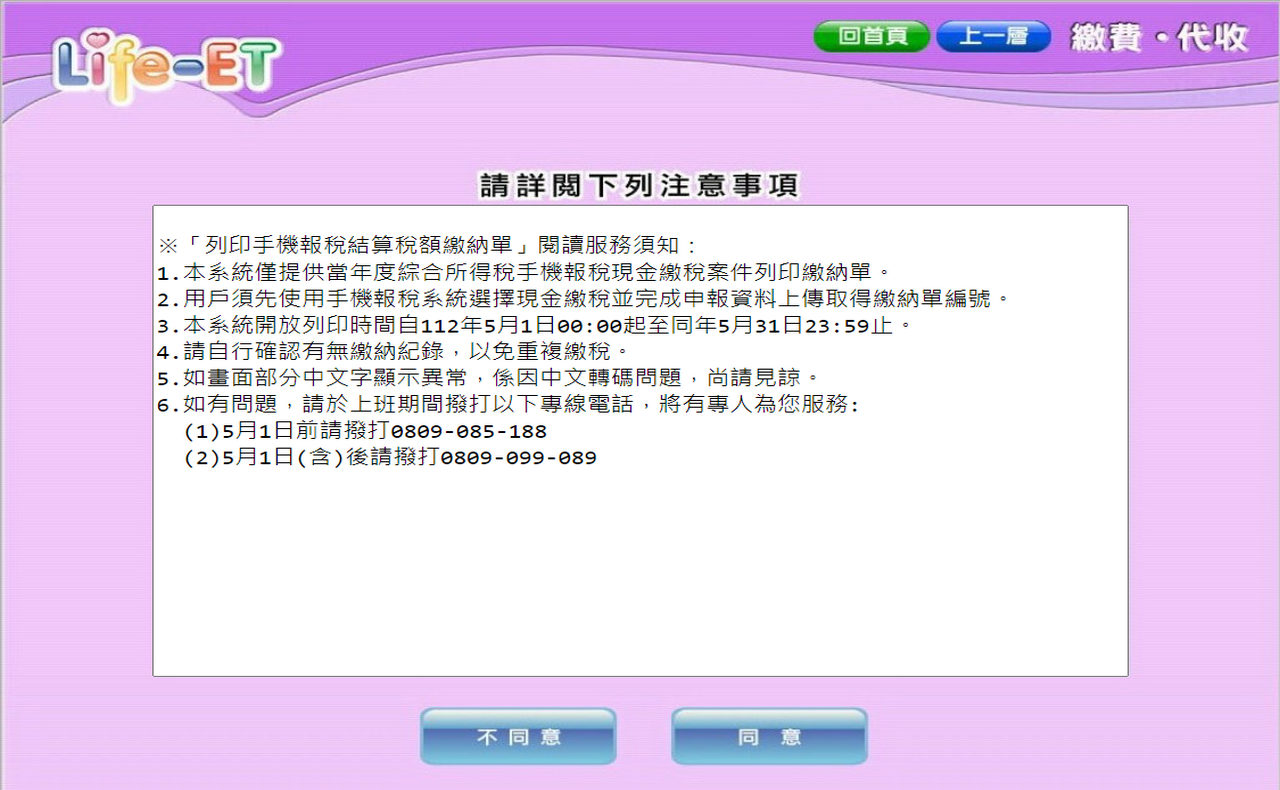 Life-ET
回首頁 上一層 繳費・代收
請詳閱下列注意事項
※「列印手機報稅結算稅額繳納單」閱讀服務須知：
1.本系統僅提供當年度綜合所得稅手機報稅現金繳稅案件列印繳納單。
2.用戶須先使用手機報稅系統選擇現金繳稅並完成申報資料上傳取得繳納單編號。
3.本系統開放列印時間自112年5月1日00:00起至同年5月31日23:59止。
4.請自行確認有無繳納紀錄，以免重複繳稅。
5.如畫面部分中文字顯示異常，係因中文轉碼問題，尚請見諒。
6.如有問題，請於上班期間撥打以下專線電話，將有專人為您服務:
(1)5月1日前請撥打0809-085-188
(2)5月1日(含)後請撥打0809-099-089
不同意 同意